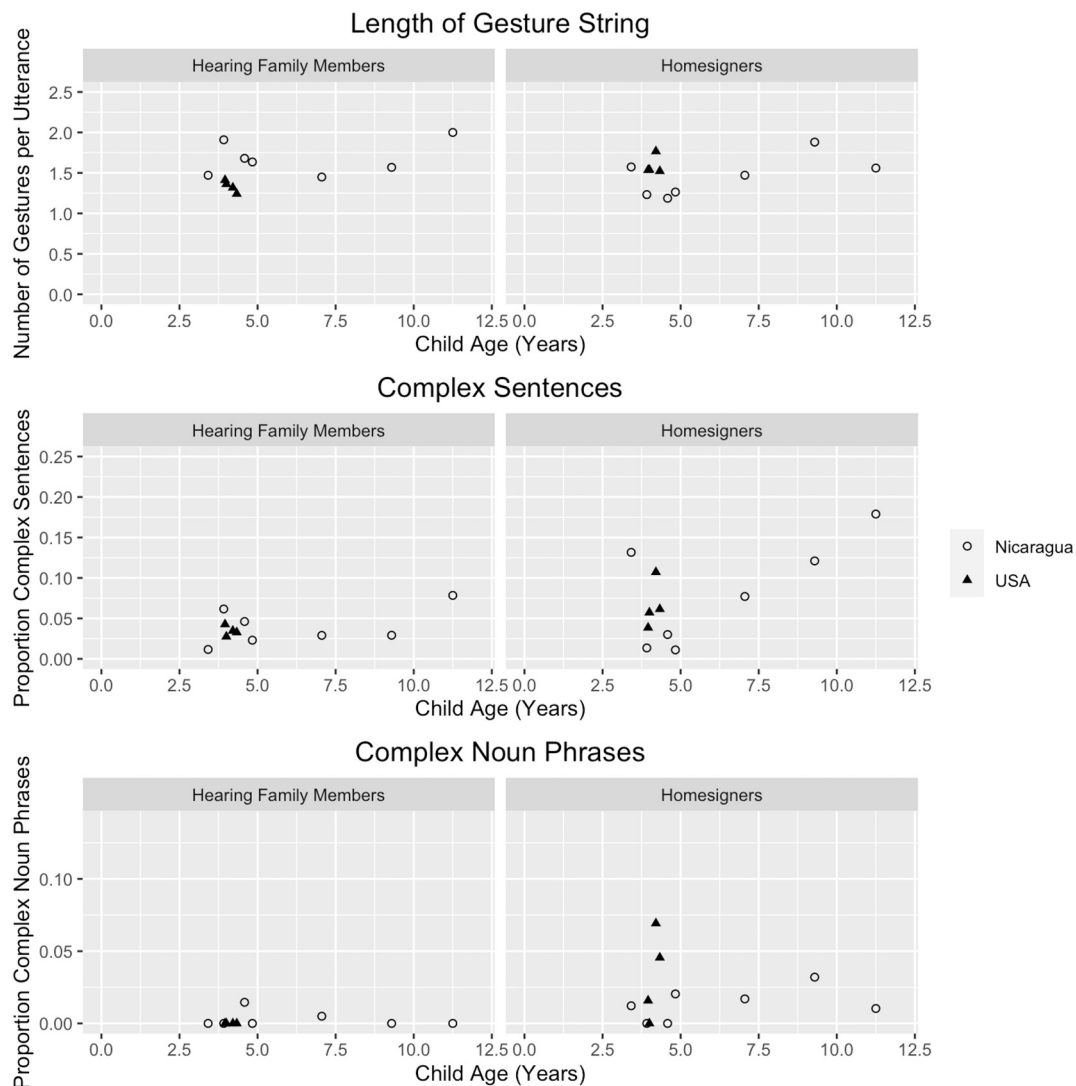 Length of Gesture String
Number of Gestures per Utterance
Hearing Family Members
Homesigners
2.5
2.0
1.5
1.0
0.5
0.0
0.0 2.5 5.0 7.5 10.0 12.5 0.0 2.5 5.0 7.5 10.0 12.5
Child Age (Years)
Complex Sentences
Proportion Complex Sentences
Hearing Family Members
Homesigners
0.25
0.20
0.15
0.10
0.05
0.00
0.0 2.5 5.0 7.5 10.0 12.5 0.0 2.5 5.0 7.5 10.0 12.5
Child Age (Years)
Nicaragua
USA
Complex Noun Phrases
Proportion Complex Noun Phrases
Hearing Family Members
Homesigners
0.10
0.05
0.00
0.0 2.5 5.0 7.5 10.0 12.5 0.0 2.5 5.0 7.5 10.0 12.5
Child Age (Years)